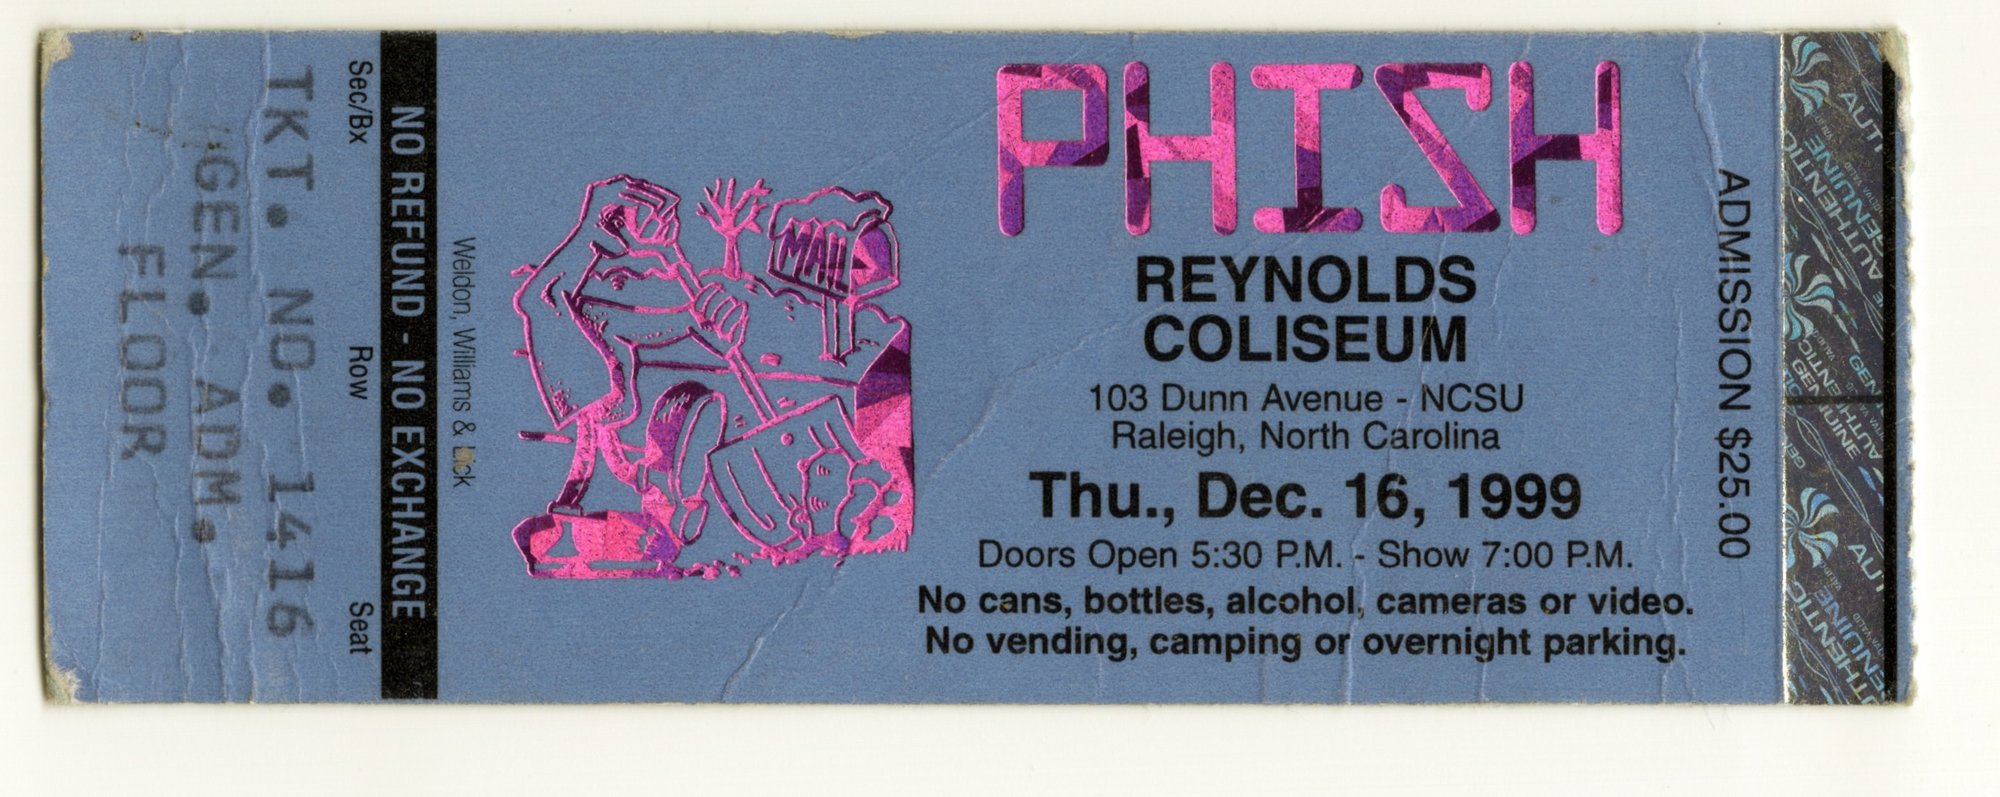 PHISH
REYNOLDS
COLISEUM
103 Dunn Avenue - NCSU
Raleigh, North Carolina
Thu., Dec. 16, 1999
Doors Open 5:30 P.M. - Show 7:00 P.M.
No cans, bottles, alcohol, cameras or video.
No vending, camping or overnight parking.
MAIL
ADMISSION $25.00
Weldon, Williams & Lick
NO REFUND - NO EXCHANGE
Sec/Bx Row Seat
TKT. NO. 1416
GEN. ADM.
FLOOR
AUTHENTIC
GENUINE